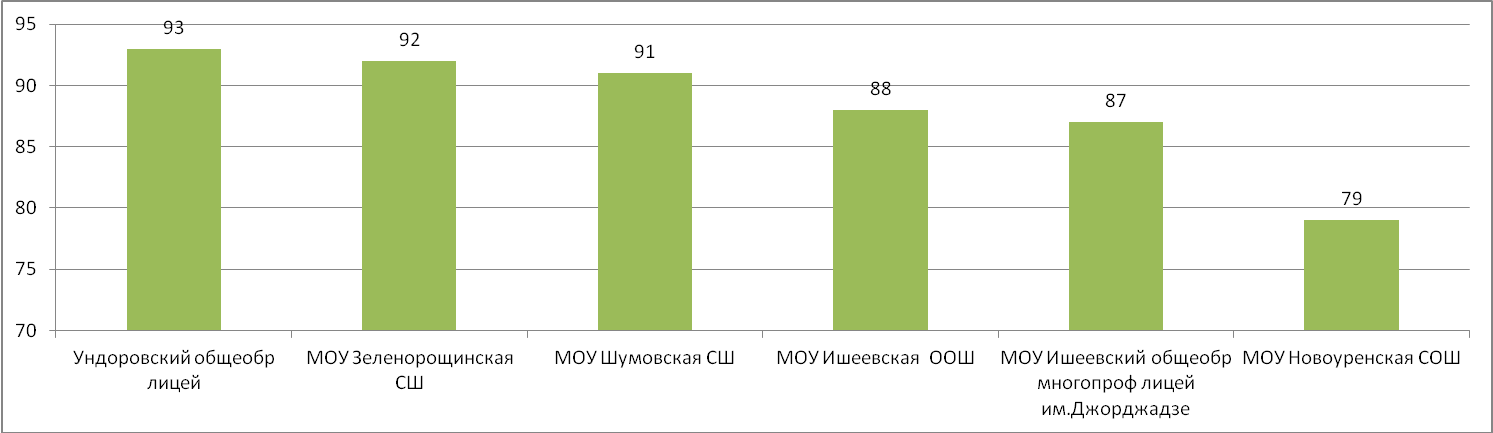 95
90
85
80
75
70
93
92
91
88
87
79
Ундоровский общеобр
лицей
МОУ Зеленорощинская
СШ
МОУ Шумовская СШ
МОУ Ишеевская ООШ
МОУ Ишеевский общеобр
многопроф лицей
им.Джорджадзе
МОУ Новоуренская СОШ